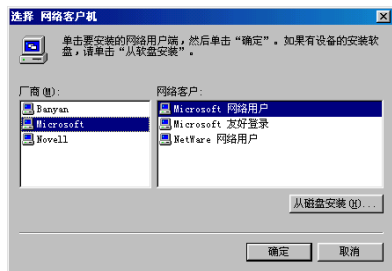 选择 网络客户机
单击要安装的网络用户端，然后单击“确定”。如果有设备的安装软
盘，请单击“从软盘安装”。
厂商(M):
Banyan
Microsoft
Novell
网络客户:
Microsoft 网络用户
Microsoft 友好登录
NetWare 网络用户
从磁盘安装(H)...
确定
取消